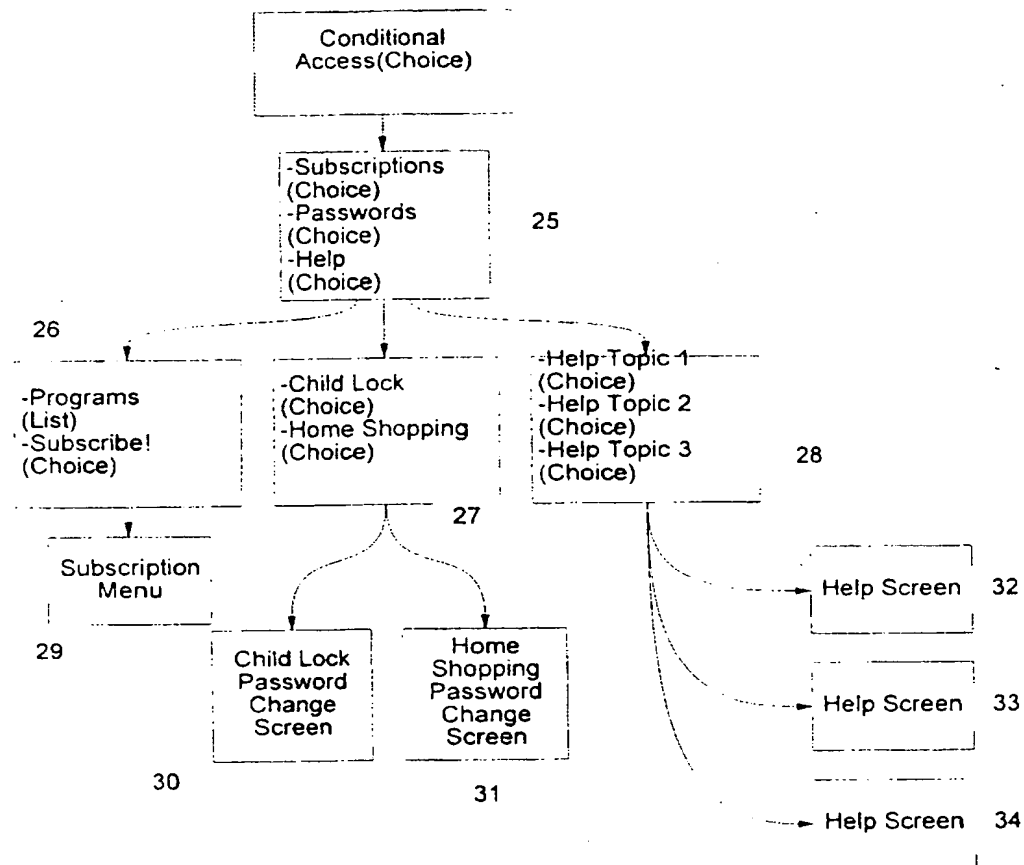 Conditional
Access(Choice)
-Subscriptions
(Choice)
-Passwords
(Choice)
-Help
(Choice)
25
26
-Programs
(List)
-Subscribe!
(Choice)
-Child Lock
(Choice)
-Home Shopping
(Choice)
27
-Help Topic 1
(Choice)
-Help Topic 2
(Choice)
-Help Topic 3
(Choice)
28
Subscription
Menu
29
Child Lock
Password
Change
Screen
30
Home
Shopping
Password
Change
Screen
31
Help Screen 32
Help Screen 33
Help Screen 34